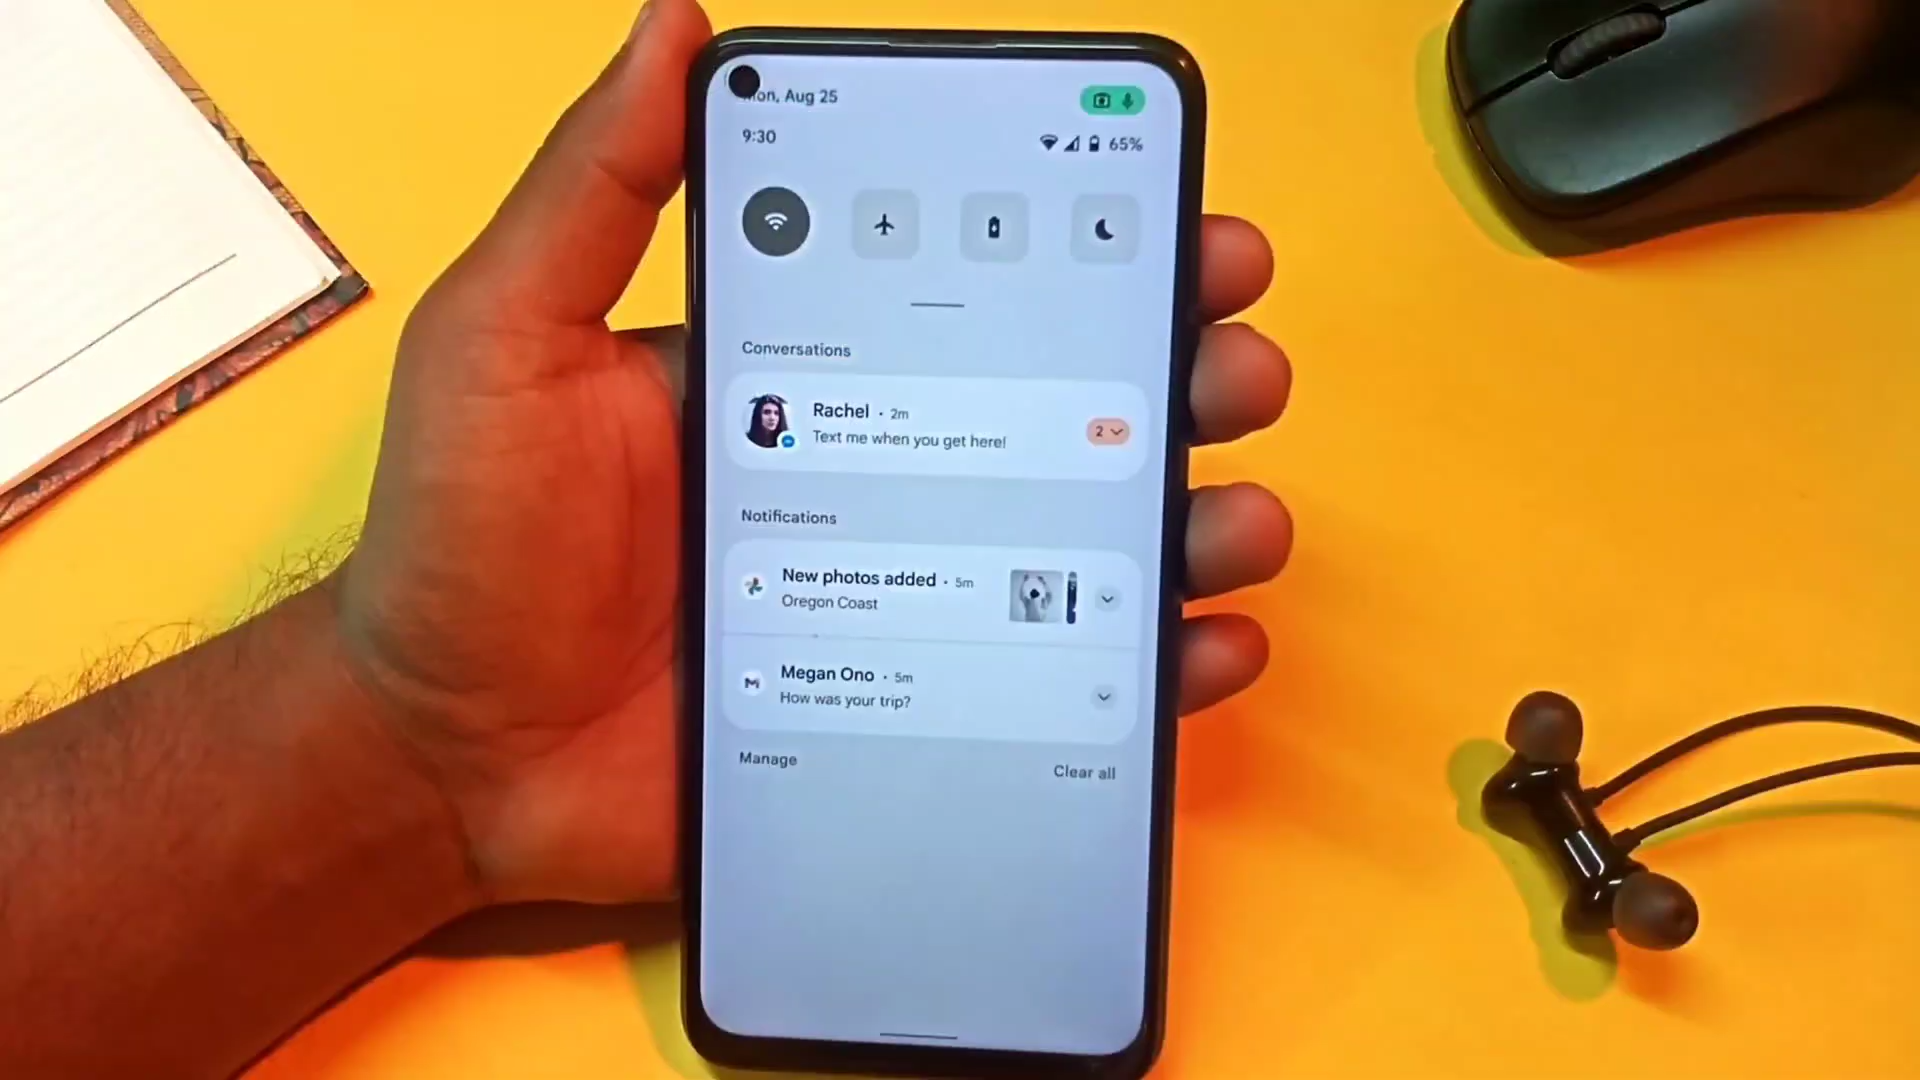 on, Aug 25
9:30
65%
Conversations
Rachel · 2m
Text me when you get here!
2
Notifications
New photos added · 5m
Oregon Coast
Megan Ono · 5m
How was your trip?
Manage
Clear all